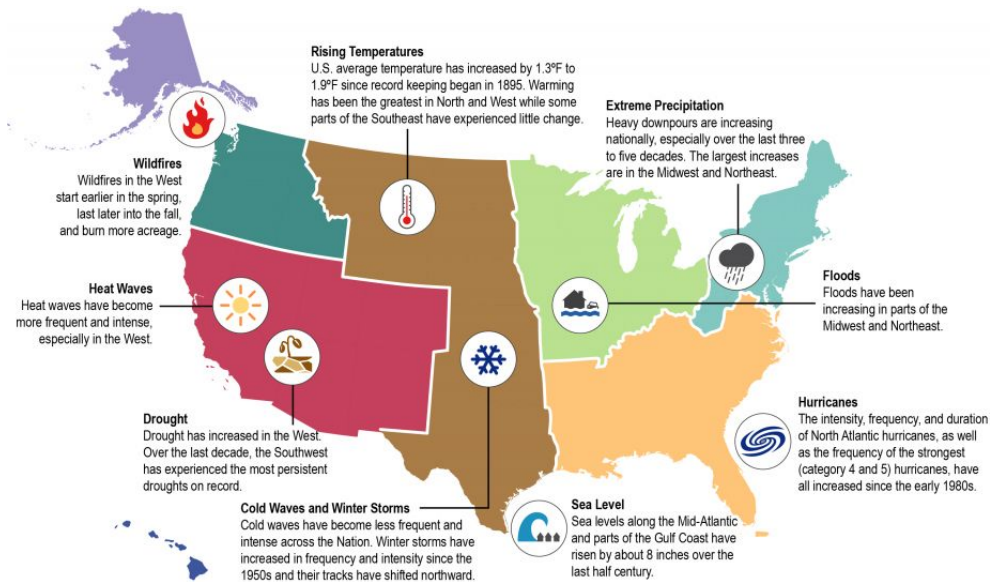 Rising Temperatures
U.S. average temperature has increased by 1.3°F to
1.9°F since record keeping began in 1895. Warming
has been the greatest in North and West while some
parts of the Southeast have experienced little change.
Extreme Precipitation
Heavy downpours are increasing
nationally, especially over the last three
to five decades. The largest increases
are in the Midwest and Northeast.
Wildfires
Wildfires in the West
start earlier in the spring,
last later into the fall,
and burn more acreage.
Heat Waves
Heat waves have become
more frequent and intense,
especially in the West.
Floods
Floods have been
increasing in parts of the
Midwest and Northeast.
Drought
Drought has increased in the West.
Over the last decade, the Southwest
has experienced the most persistent
droughts on record.
Hurricanes
The intensity, frequency, and duration
of North Atlantic hurricanes, as well
as the frequency of the strongest
(category 4 and 5) hurricanes, have
all increased since the early 1980s.
Cold Waves and Winter Storms
Cold waves have become less frequent and
intense across the Nation. Winter storms have
increased in frequency and intensity since the
1950s and their tracks have shifted northward.
Sea Level
Sea levels along the Mid-Atlantic
and parts of the Gulf Coast have
risen by about 8 inches over the
last half century.